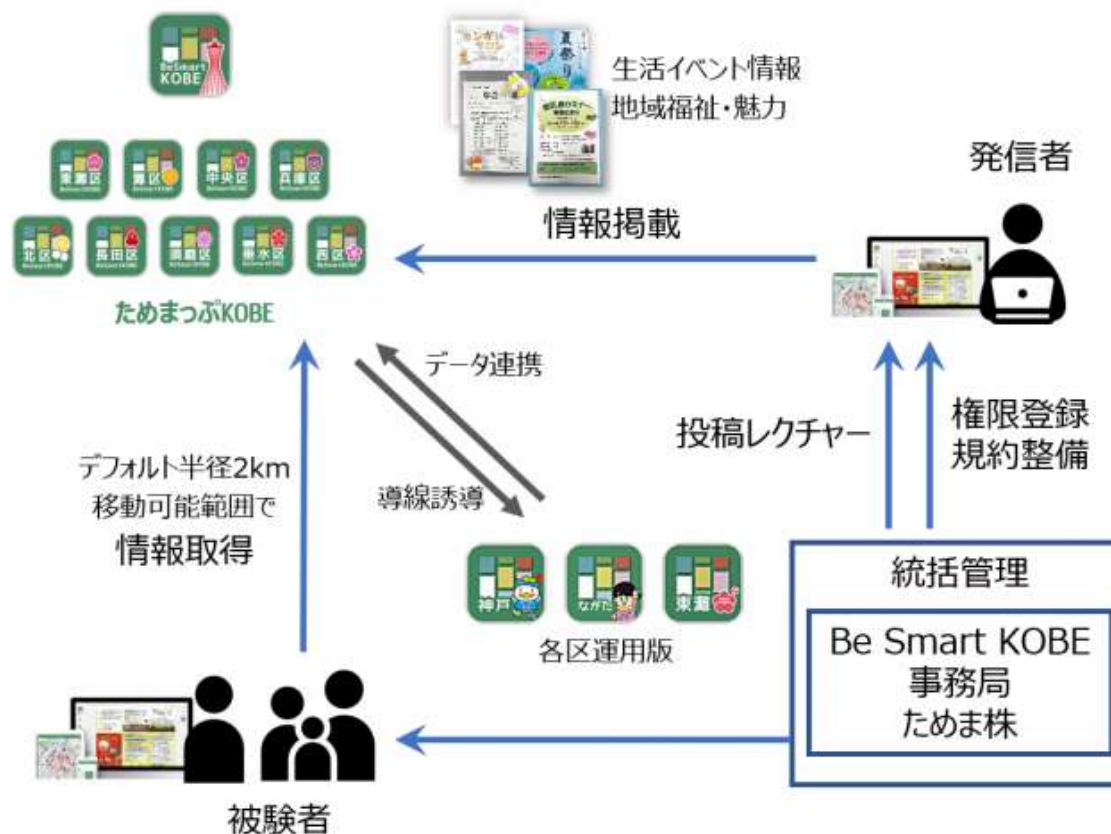 BeSmart
KOBE
生活イベント情報
地域福祉・魅力
夏祭り
発信者
東灘区
灘区
中央区
兵庫区
情報掲載
北区
長田区
須磨区
垂水区
西区
ためまっぷKOBE
データ連携
投稿レクチャー
権限登録
規約整備
デフォルト半径2km
移動可能範囲で
情報取得
導線誘導
統括管理
神戸
ながた
東灘
各区運用版
Be Smart KOBE
事務局
ためま株
被験者